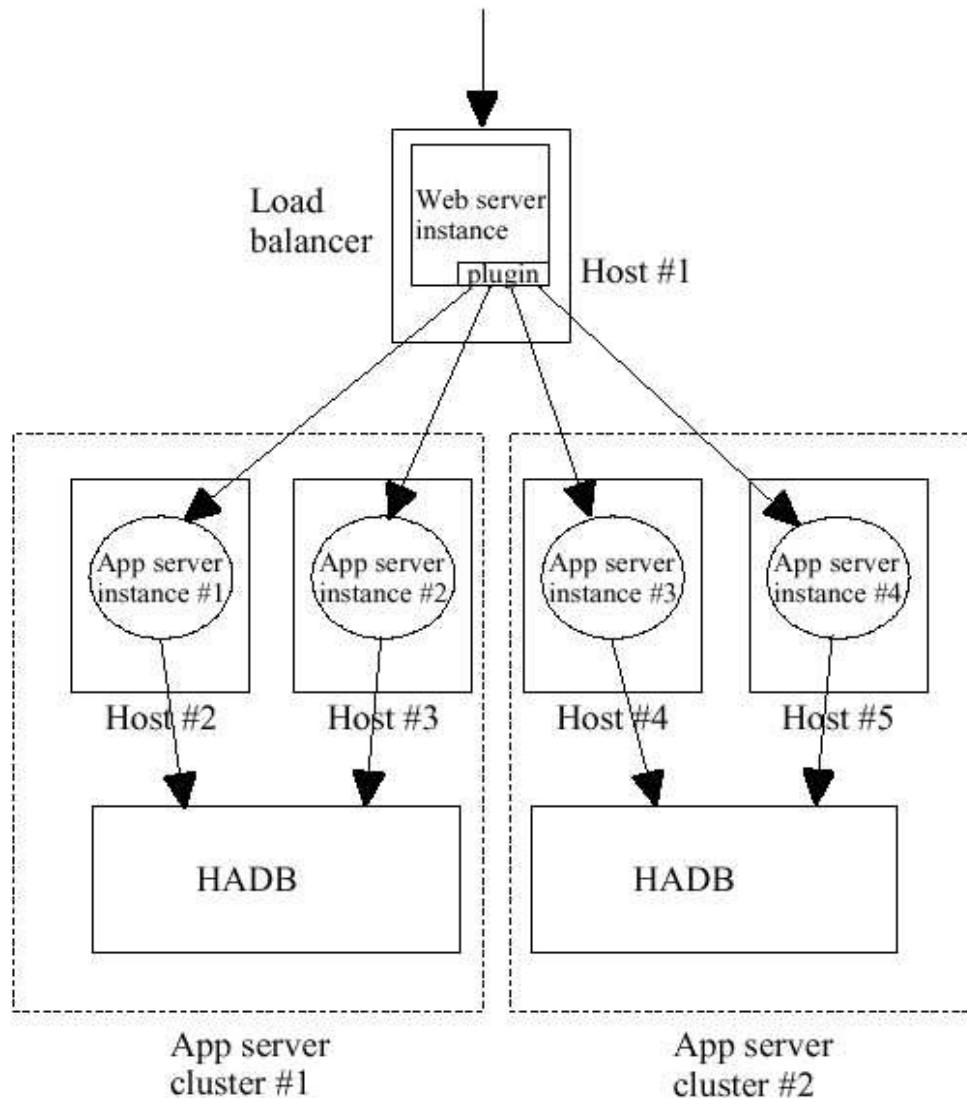 Load
balancer
Web server
instance
plugin
Host #1
App server
instance #1
App server
instance #2
App server
instance #3
App server
instance #4
Host #2
Host #3
Host #4
Host #5
HADB
HADB
App server
cluster #1
App server
cluster #2